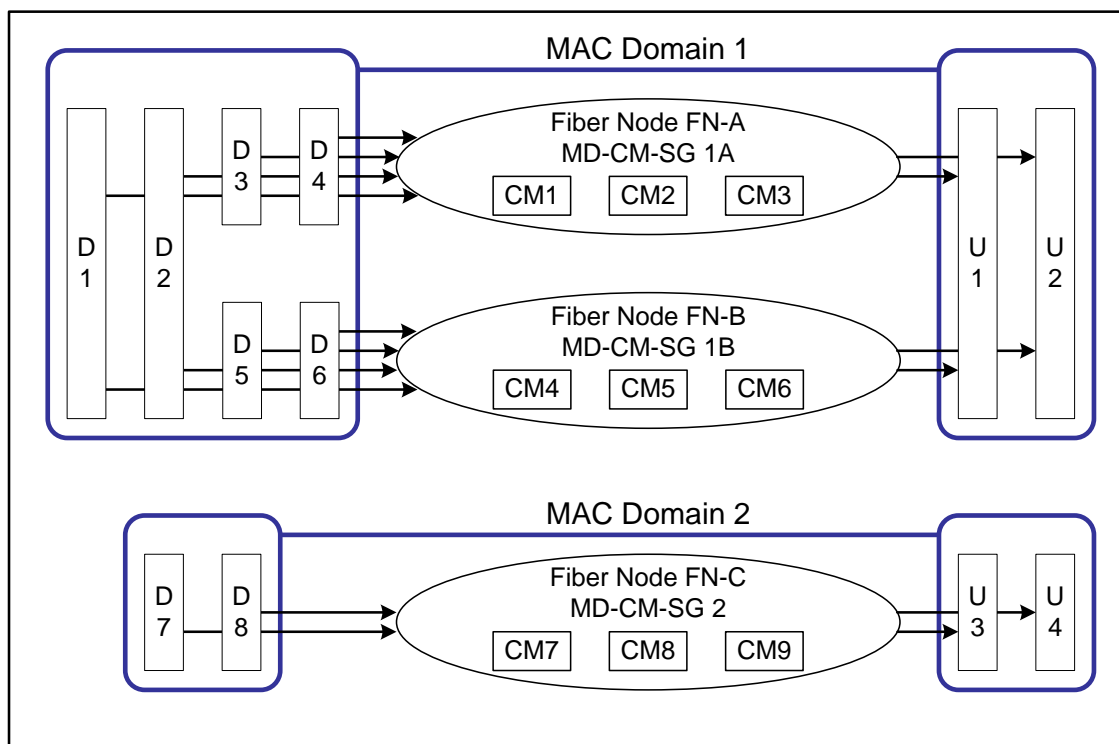 MAC Domain 1
D
1
D
2
D
3
D
4
Fiber Node FN-A
MD-CM-SG 1A
CM1 CM2 CM3
D
5
D
6
Fiber Node FN-B
MD-CM-SG 1B
CM4 CM5 CM6
U
1
U
2
MAC Domain 2
D
7
D
8
Fiber Node FN-C
MD-CM-SG 2
CM7 CM8 CM9
U
3
U
4